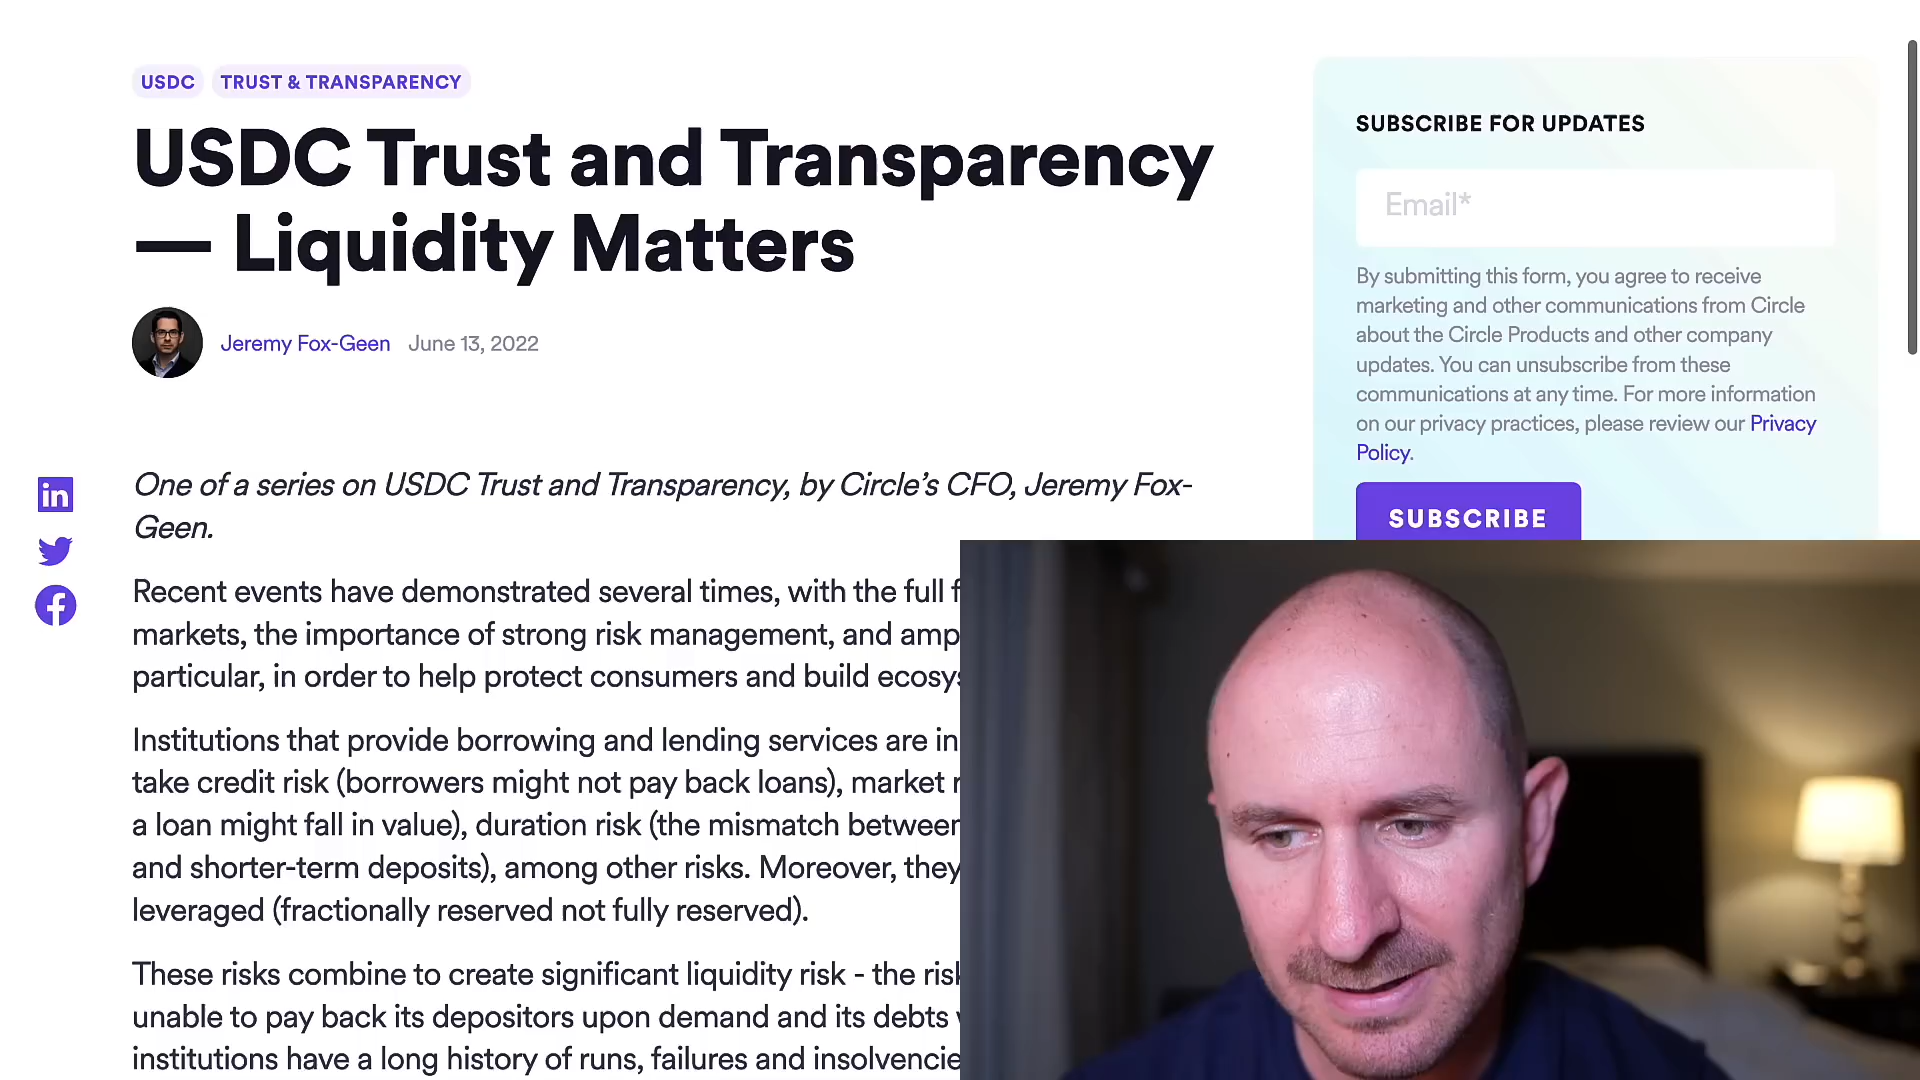 USDC TRUST & TRANSPARENCY
USDC Trust and Transparency
— Liquidity Matters
Jeremy Fox-Geen June 13, 2022
One of a series on USDC Trust and Transparency, by Circle’s CFO, Jeremy Fox-
Geen.
Recent events have demonstrated several times, with the full
markets, the importance of strong risk management, and
particular, in order to help protect consumers and build
Institutions that provide borrowing and lending services are in
take credit risk (borrowers might not pay back loans), market
a loan might fall in value), duration risk (the mismatch between
and shorter-term deposits), among other risks. Moreover, they
leveraged (fractionally reserved not fully reserved).
These risks combine to create significant liquidity risk - the
unable to pay back its depositors upon demand and its debts
institutions have a long history of runs, failures and
SUBSCRIBE FOR UPDATES
Email*
By submitting this form, you agree to receive
marketing and other communications from Circle
about the Circle Products and other company
updates. You can unsubscribe from these
communications at any time. For more information
on our privacy practices, please review our Privacy
Policy.
SUBSCRIBE
in